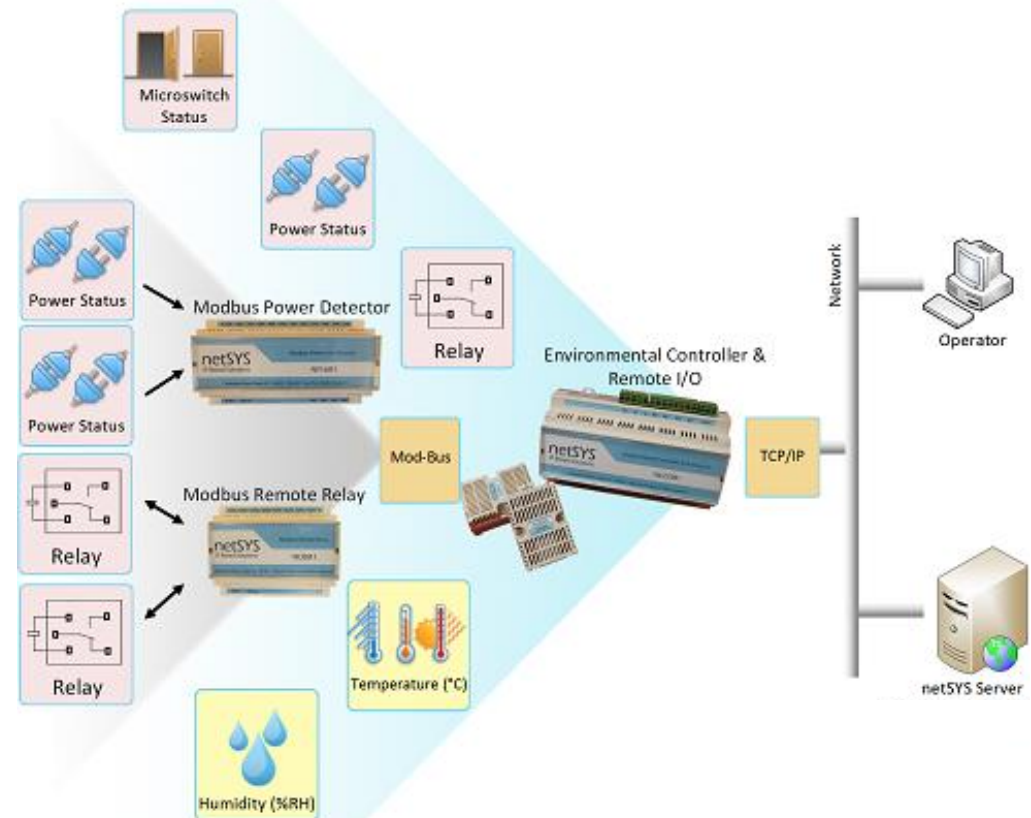 Microswitch
Status
Power Status
Power Status
Modbus Power Detector
netSYS
Relay
Power Status
Environmental Controller &
Remote I/O
netSYS
Network
Operator
Mod-Bus
TCP/IP
Modbus Remote Relay
netSYS
Relay
Relay
Temperature (°C)
netSYS Server
Humidity (%RH)